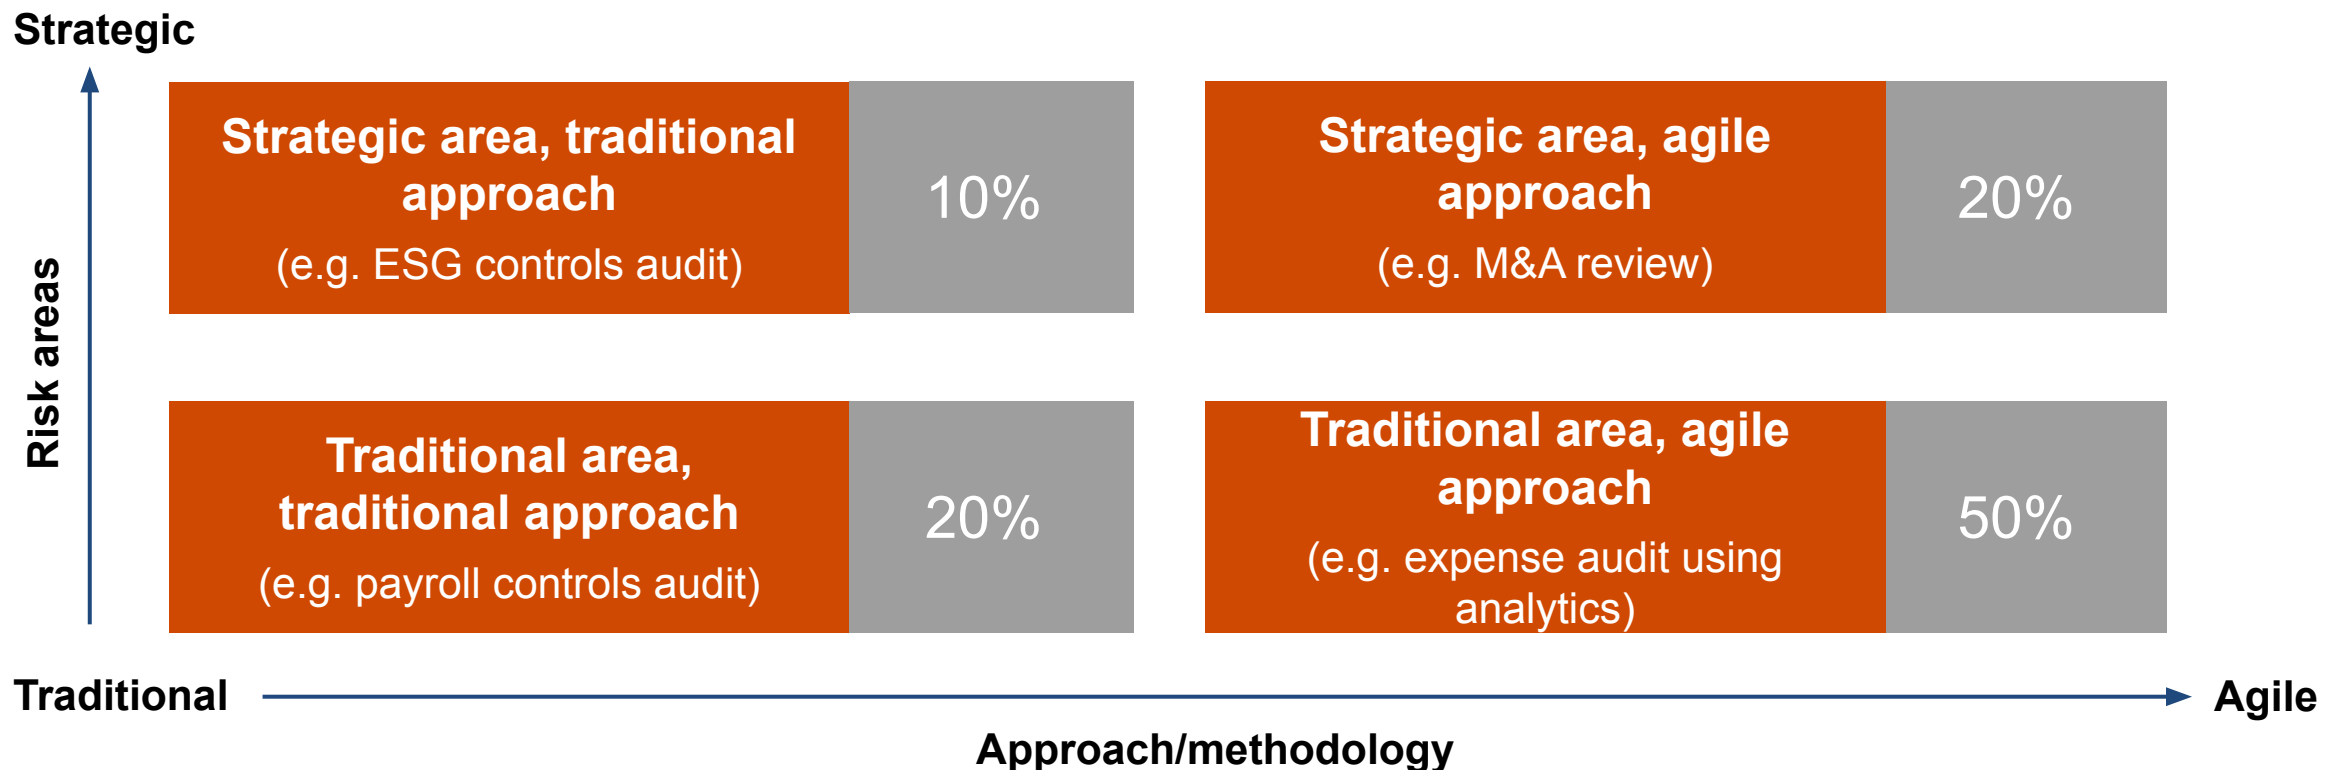 Strategic
Risk areas
Strategic area, traditional
approach
(e.g. ESG controls audit)
10%
Strategic area, agile
approach
(e.g. M&A review)
20%
Traditional area,
traditional approach
(e.g. payroll controls audit)
20%
Traditional area, agile
approach
(e.g. expense audit using
analytics)
50%
Traditional
Agile
Approach/methodology